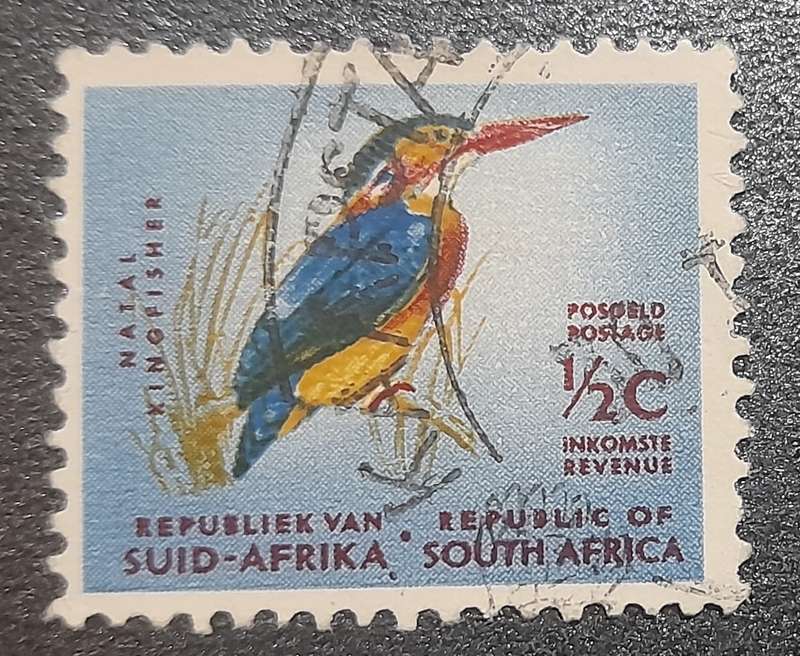 NATAL
KINGFISHER
POSGELD
POSTAGE
½C
INKOMSTE
REVENUE
REPUBLIEK VAN
SUID-AFRIKA.
REPUBLIC OF
SOUTH AFRICA